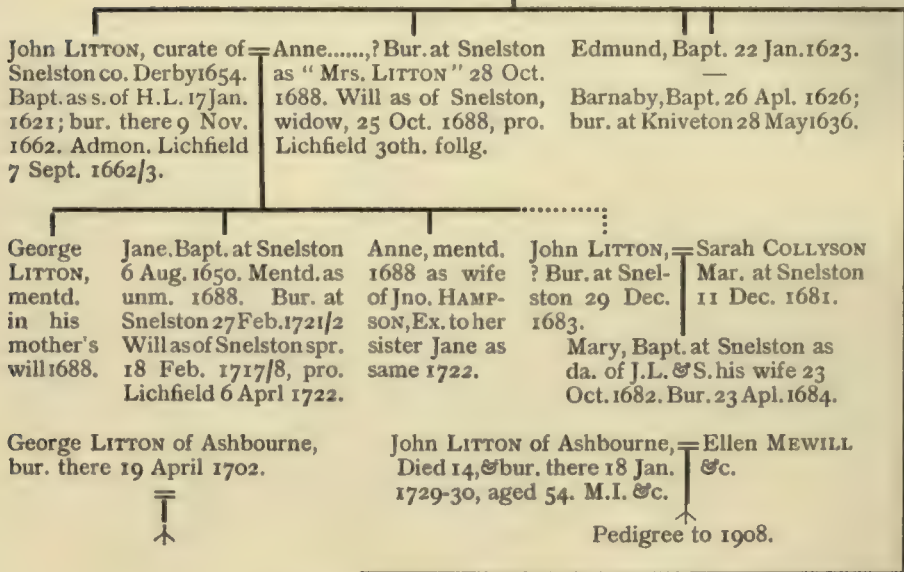 John LITTON, curate of
Snelston co. Derby 1654.
Bapt. as s. of H.L. 17 Jan.
1621; bur. there 9 Nov.
1662. Admon. Lichfield
7 Sept. 1662/3.
Anne......,? Bur. at Snelston
as "Mrs. LITTON" 28 Oct.
1688. Will as of Snelston,
widow, 25 Oct. 1688, pro.
Lichfield 30th. follg.
Edmund, Bapt. 22 Jan. 1623.
—
Barnaby, Bapt. 26 Apl. 1626;
bur. at Kniveton 28 May 1636.
George
LITTON,
mentd.
in his
mother's
will 1688.
Jane. Bapt. at Snelston
6 Aug. 1650. Mentd. as
unm. 1688. Bur. at
Snelston 27 Feb. 1721/2
Will as of Snelston spr.
18 Feb. 1717/8, pro.
Lichfield 6 Aprl 1722.
Anne, mentd.
1688 as wife
of Jno. HAMP-
SON, Ex. to her
sister Jane as
same 1722.
John LITTON,
? Bur. at Snel-
ston 29 Dec.
1683.
Sarah COLLYSON
Mar. at Snelston
11 Dec. 1681.
Mary, Bapt. at Snelston as
da. of J.L. & S. his wife 23
Oct. 1682. Bur. 23 Apl. 1684.
George LITTON of Ashbourne,
bur. there 19 April 1702.
John LITTON of Ashbourne,
Died 14, & bur. there 18 Jan.
1729-30, aged 54. M.I. &c.
Ellen MEWILL
&c.
Pedigree to 1908.